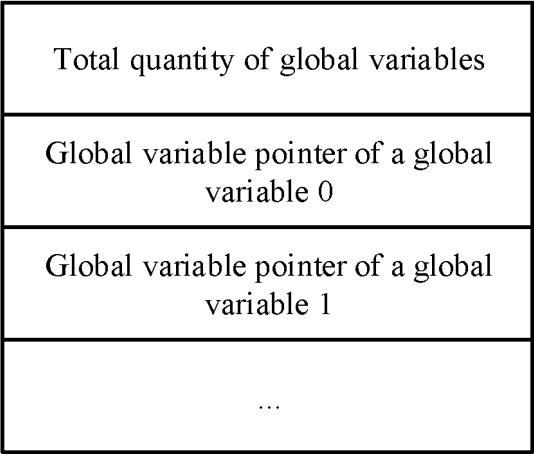 Total quantity of global variables
Global variable pointer of a global
variable 0
Global variable pointer of a global
variable 1
...